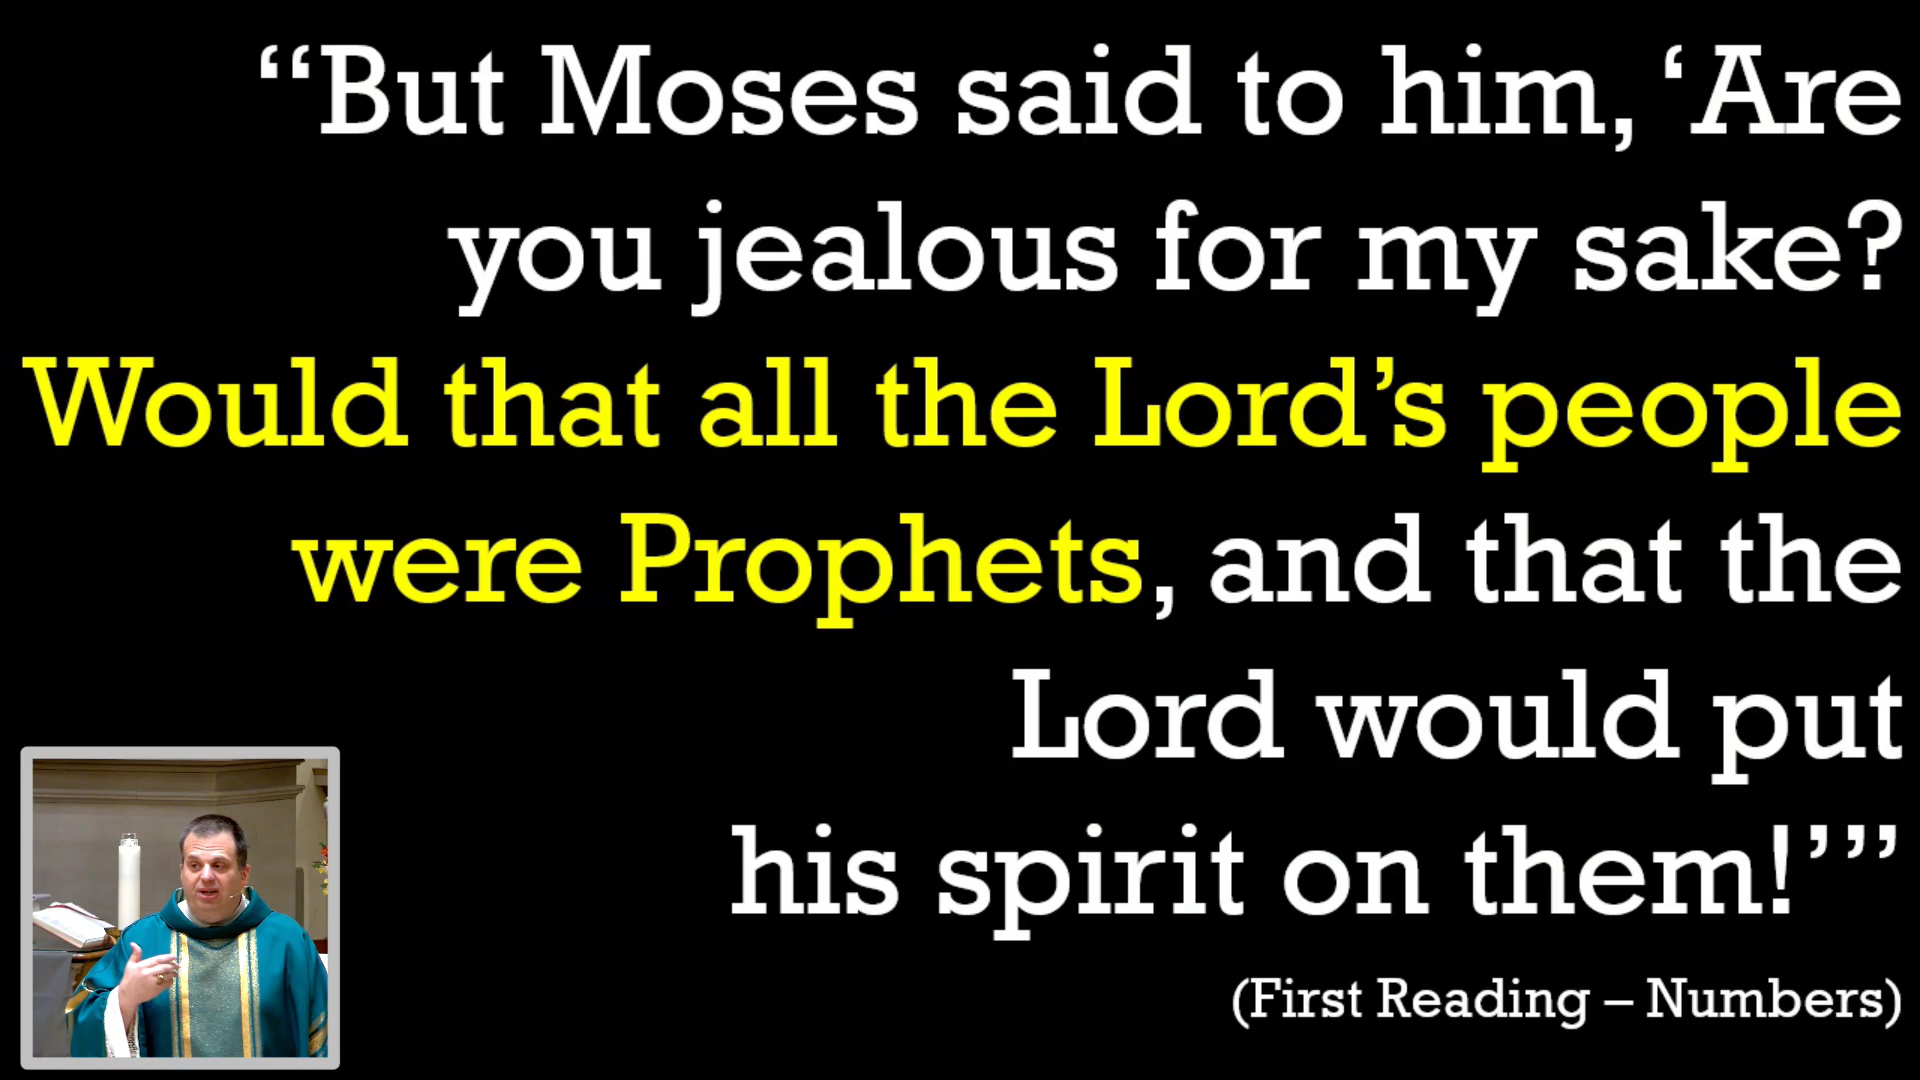 “But Moses said to him, ‘Are
you jealous for my sake?
Would that all the Lord’s people
were Prophets, and that the
Lord would put
his spirit on them!’”
(First Reading – Numbers)